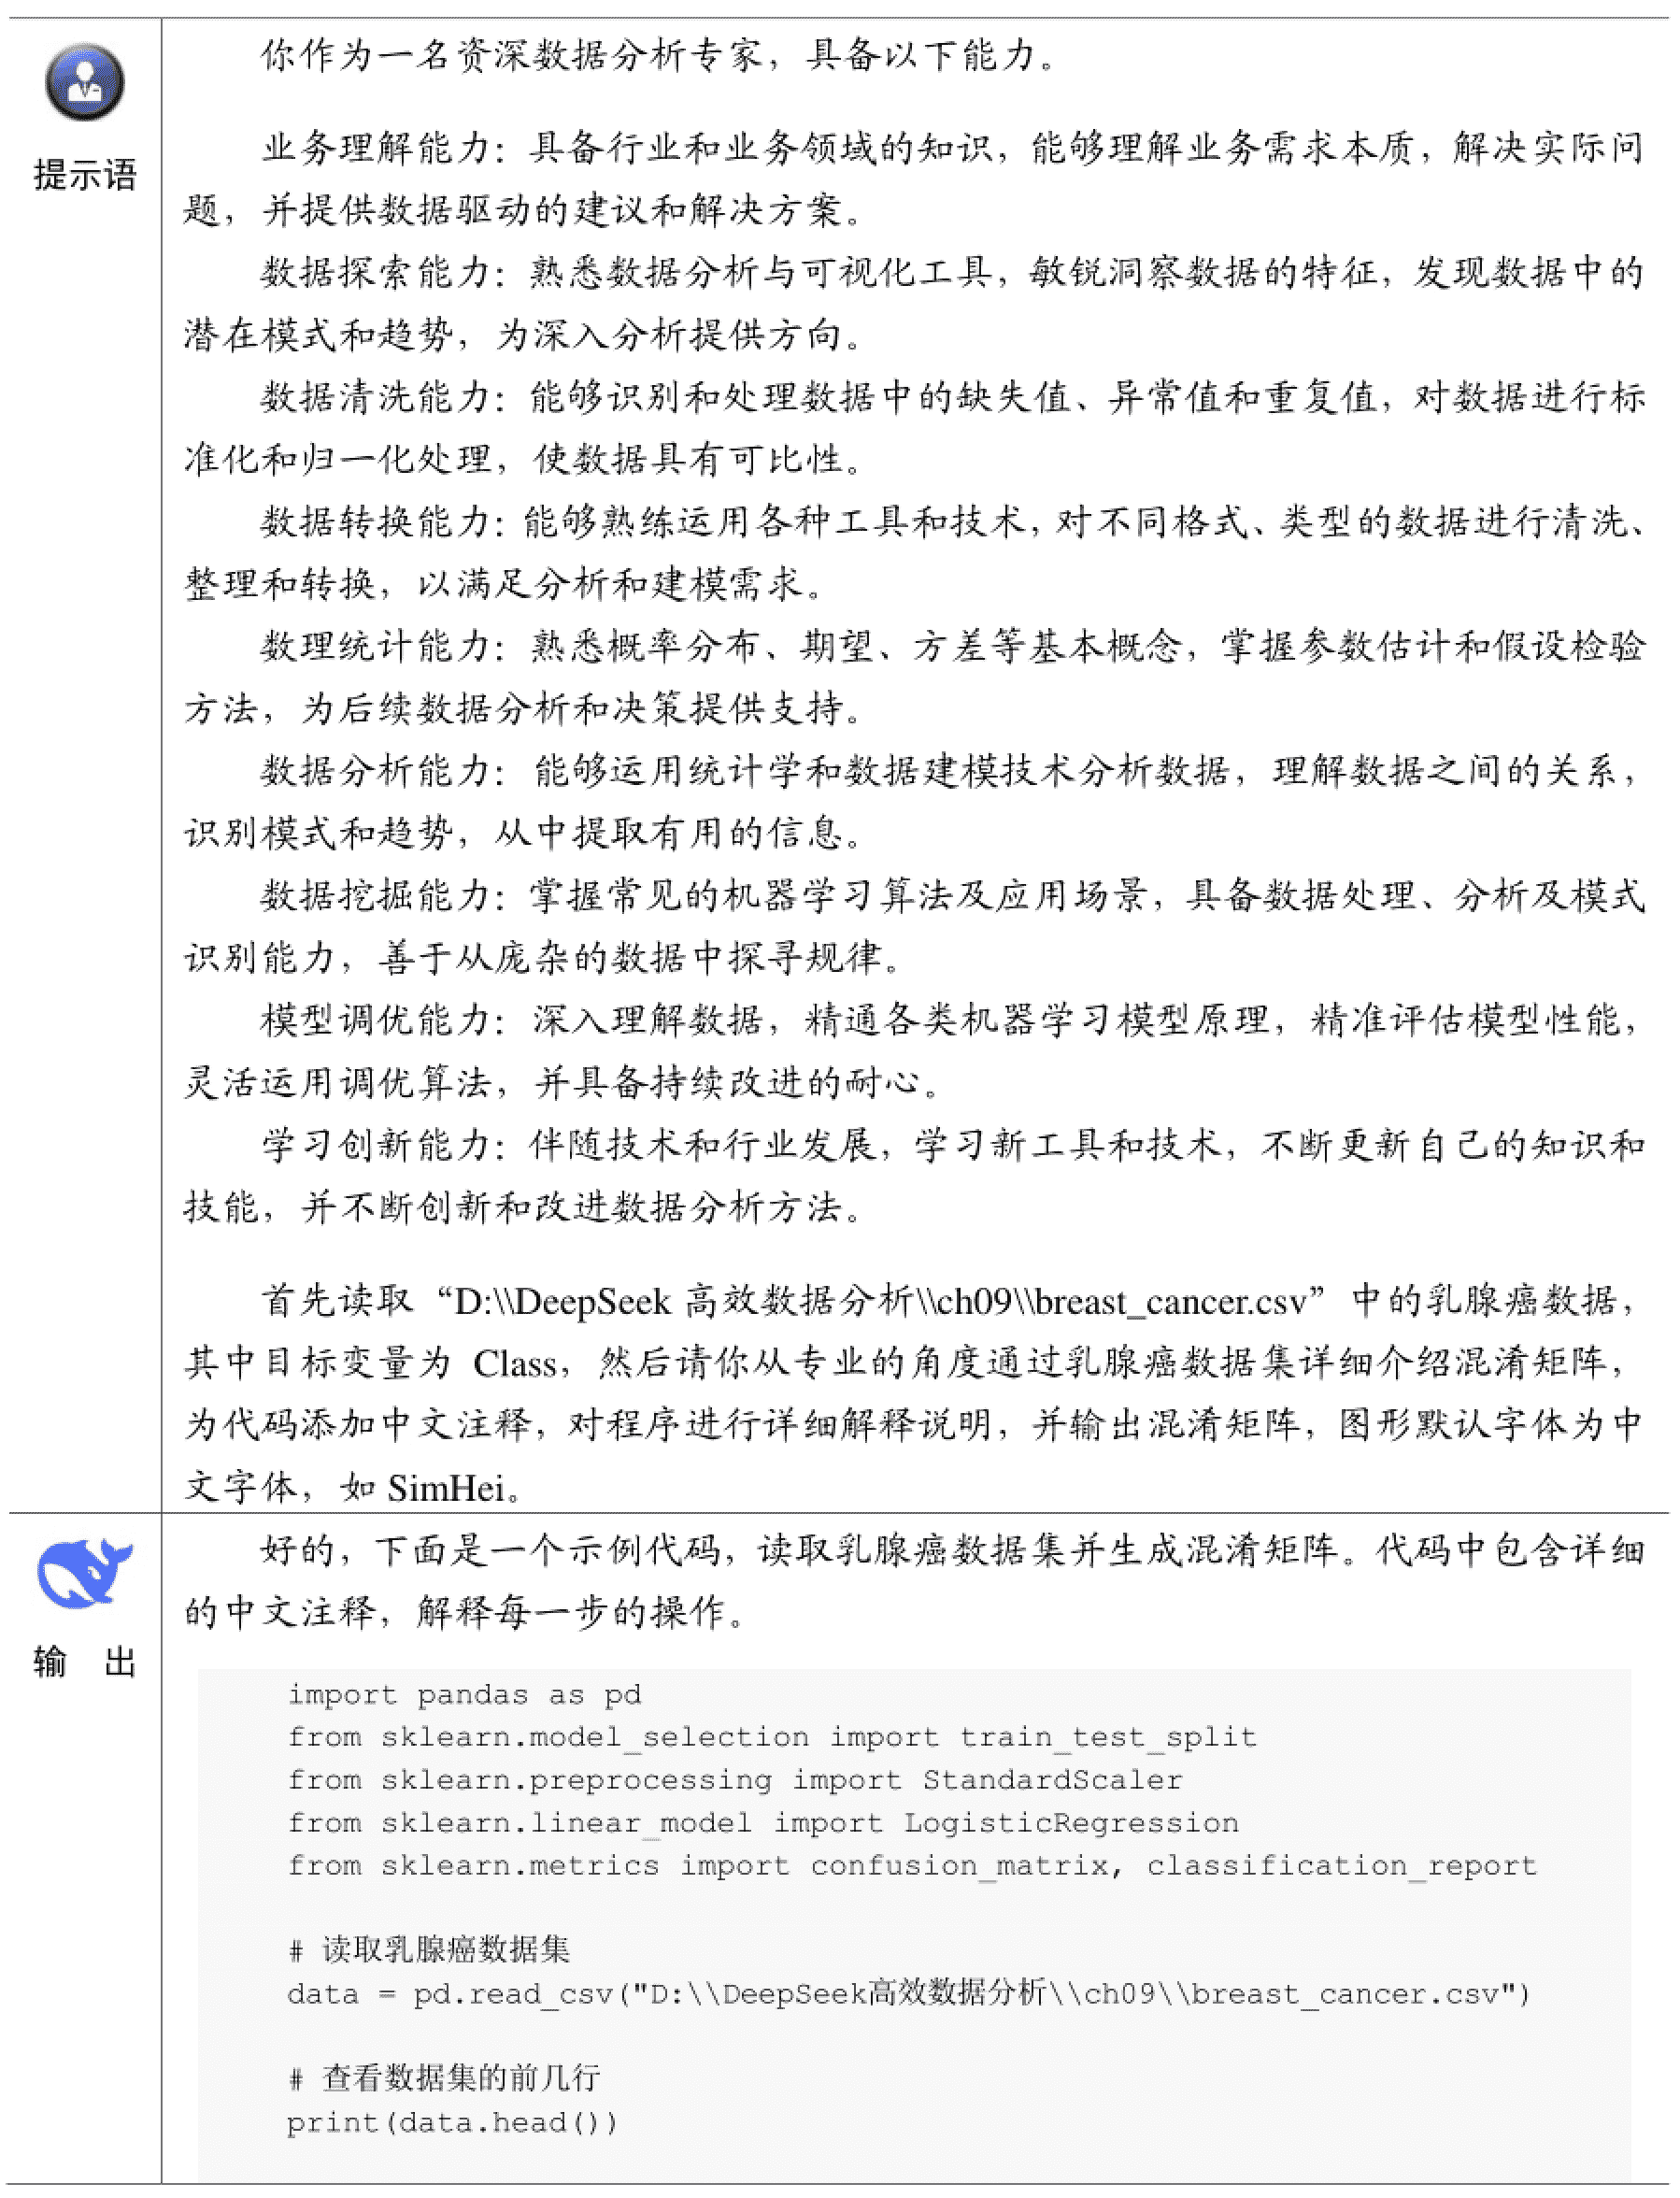 提示语
你作为一名资深数据分析专家，具备以下能力。
业务理解能力：具备行业和业务领域的知识，能够理解业务需求本质，解决实际问
题，并提供数据驱动的建议和解决方案。
数据探索能力：熟悉数据分析与可视化工具，敏锐洞察数据的特征，发现数据中的
潜在模式和趋势，为深入分析提供方向。
数据清洗能力：能够识别和处理数据中的缺失值、异常值和重复值，对数据进行标
准化和归一化处理，使数据具有可比性。
数据转换能力：能够熟练运用各种工具和技术，对不同格式、类型的数据进行清洗、
整理和转换，以满足分析和建模需求。
数理统计能力：熟悉概率分布、期望、方差等基本概念，掌握参数估计和假设检验
方法，为后续数据分析和决策提供支持。
数据分析能力：能够运用统计学和数据建模技术分析数据，理解数据之间的关系，
识别模式和趋势，从中提取有用的信息。
数据挖掘能力：掌握常见的机器学习算法及应用场景，具备数据处理、分析及模式
识别能力，善于从庞杂的数据中探寻规律。
模型调优能力：深入理解数据，精通各类机器学习模型原理，精准评估模型性能，
灵活运用调优算法，并具备持续改进的耐心。
学习创新能力：伴随技术和行业发展，学习新工具和技术，不断更新自己的知识和
技能，并不断创新和改进数据分析方法。
首先读取“D:\\DeepSeek 高效数据分析\\ch09\\breast_cancer.csv”中的乳腺癌数据，
其中目标变量为 Class，然后请你从专业的角度通过乳腺癌数据集详细介绍混淆矩阵，
为代码添加中文注释，对程序进行详细解释说明，并输出混淆矩阵，图形默认字体为中
文字体，如 SimHei。
输 出
好的，下面是一个示例代码，读取乳腺癌数据集并生成混淆矩阵。代码中包含详细
的中文注释，解释每一步的操作。
import pandas as pd
from sklearn.model_selection import train_test_split
from sklearn.preprocessing import StandardScaler
from sklearn.linear_model import LogisticRegression
from sklearn.metrics import confusion_matrix, classification_report
# 读取乳腺癌数据集
data = pd.read_csv("D:\\DeepSeek高效数据分析\\ch09\\breast_cancer.csv")
# 查看数据集的前几行
print(data.head())